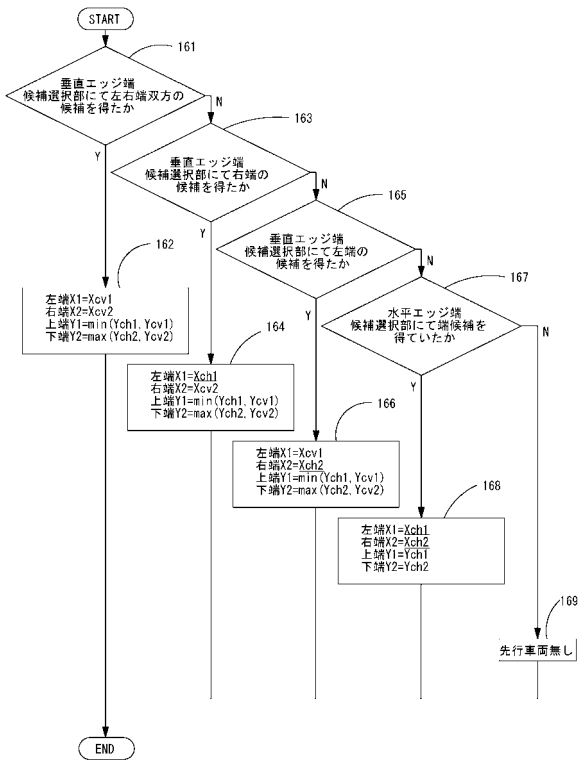 START
161
垂直エッジ端
候補選択部にて左右端双方の
候補を得たか
N
Y
163
垂直エッジ端
候補選択部にて右端の
候補を得たか
N
Y
165
垂直エッジ端
候補選択部にて左端の
候補を得たか
N
Y
167
水平エッジ端
候補選択部にて端候補を
得ていたか
N
Y
162
左端X1=Xcv1
右端X2=Xcv2
上端Y1=min(Ych1,Ycv1)
下端Y2=max(Ych2,Ycv2)
164
左端X1=Xch1
右端X2=Xcv2
上端Y1=min(Ych1,Ycv1)
下端Y2=max(Ych2,Ycv2)
166
左端X1=Xcv1
右端X2=Xch2
上端Y1=min(Ych1,Ycv1)
下端Y2=max(Ych2,Ycv2)
168
左端X1=Xch1
右端X2=Xch2
上端Y1=Ych1
下端Y2=Ych2
169
先行車両無し
END